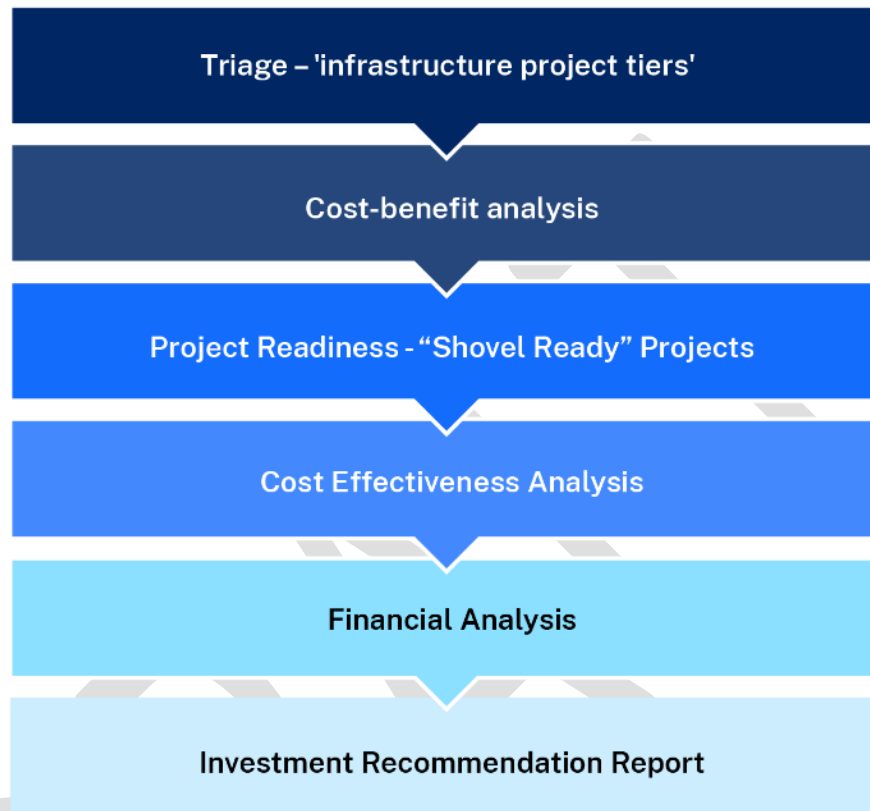 Triage – 'infrastructure project tiers'
Cost-benefit analysis
Project Readiness - “Shovel Ready” Projects
Cost Effectiveness Analysis
Financial Analysis
Investment Recommendation Report